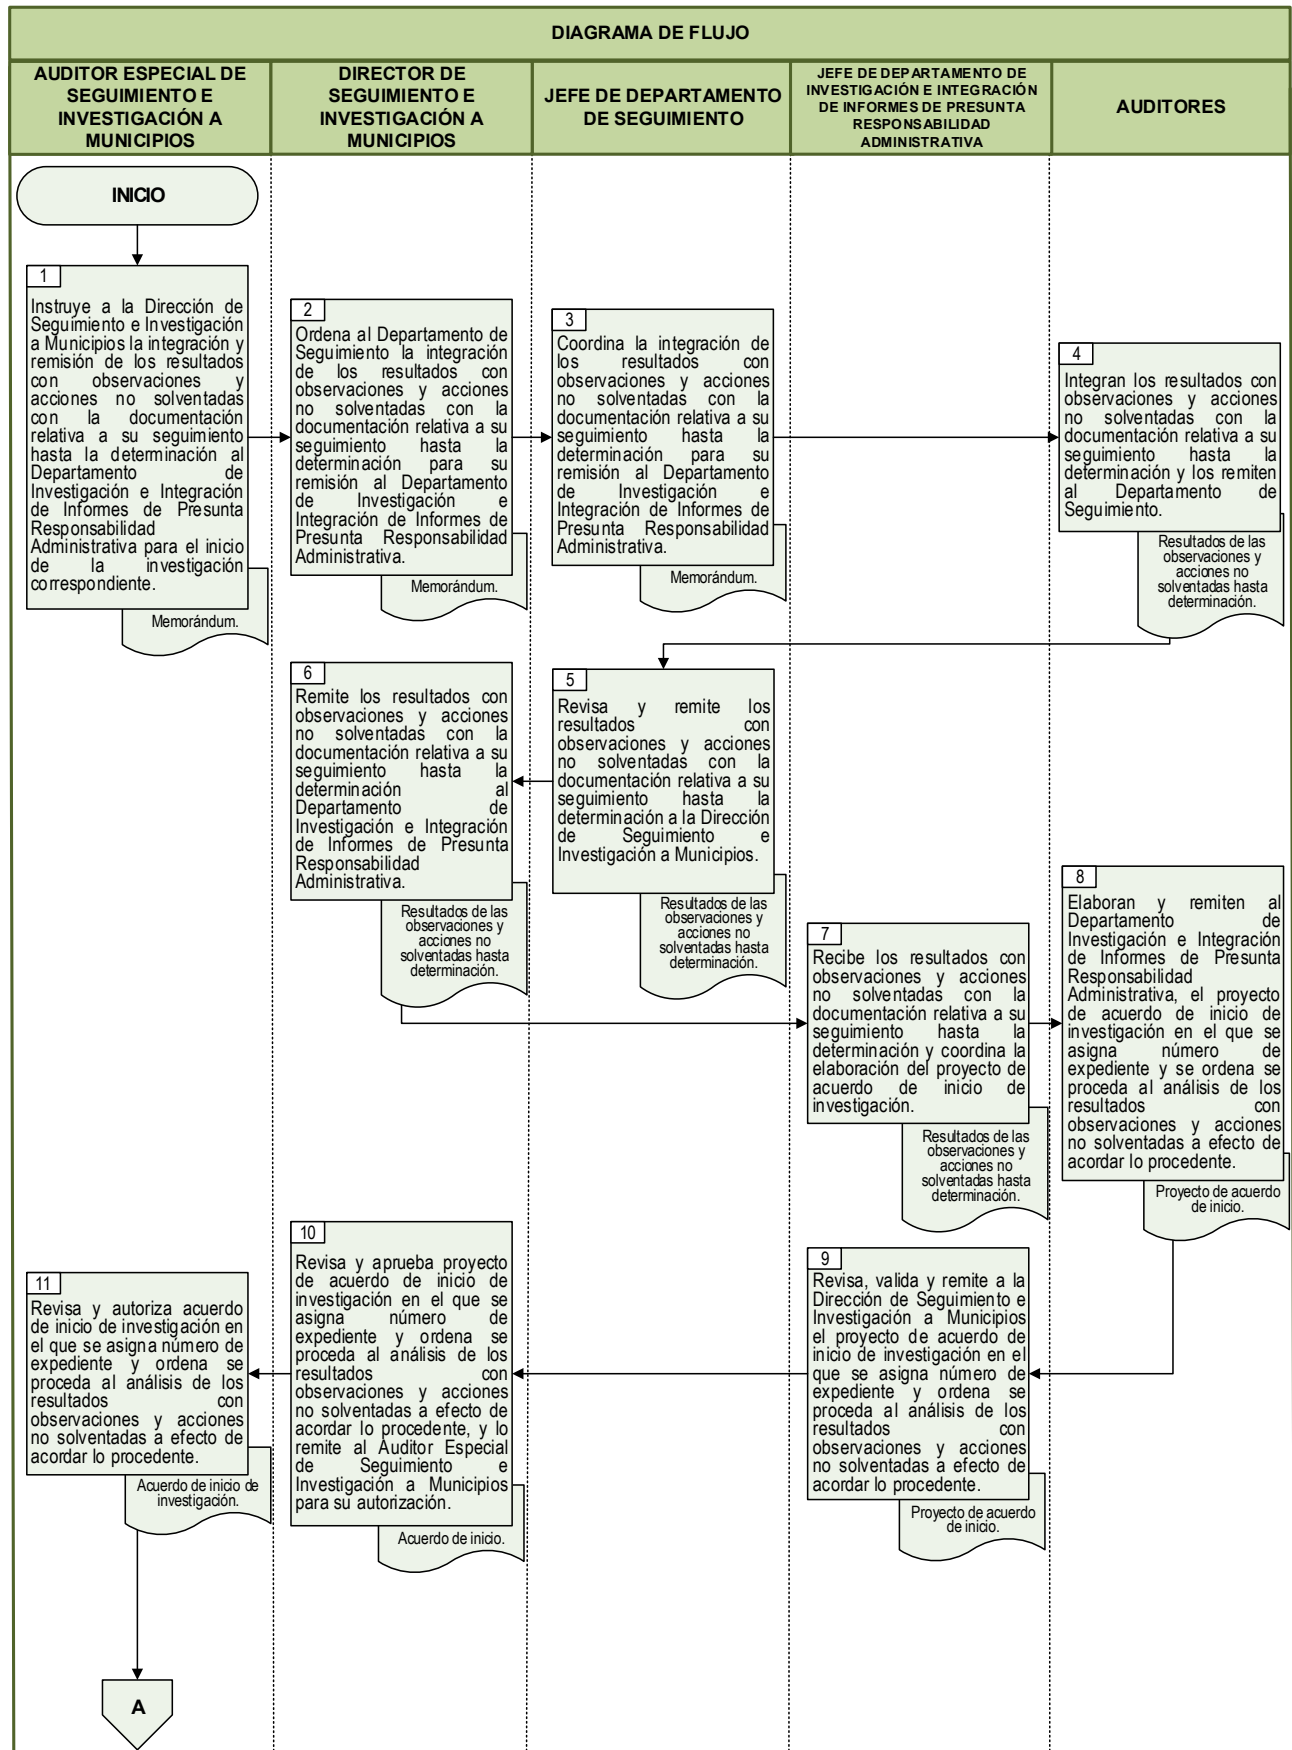 DIAGRAMA DE FLUJO
AUDITOR ESPECIAL DE
SEGUIMIENTO E
INVESTIGACIÓN A
MUNICIPIOS
DIRECTOR DE
SEGUIMIENTO E
INVESTIGACIÓN A
MUNICIPIOS
JEFE DE DEPARTAMENTO
DE SEGUIMIENTO
JEFE DE DEPARTAMENTO DE
INVESTIGACIÓN E INTEGRACIÓN
DE INFORMES DE PRESUNTA
RESPONSABILIDAD
ADMINISTRATIVA
AUDITORES
INICIO
1
Instruye a la Dirección de
Seguimiento e Investigación
a Municipios la integración y
remisión de los resultados
con observaciones y
acciones no solventadas
con la documentación
relativa a su seguimiento
hasta la determinación al
Departamento de
Investigación e Integración
de Informes de Presunta
Responsabilidad
Administrativa para el inicio
de la investigación
correspondiente.
Memorándum.
2
Ordena al Departamento de
Seguimiento la integración
de los resultados con
observaciones y acciones
no solventadas con la
documentación relativa a su
seguimiento hasta la
determinación para su
remisión al Departamento
de Investigación e
Integración de Informes de
Presunta Responsabilidad
Administrativa.
Memorándum.
3
Coordina la integración de
los resultados con
observaciones y acciones
no solventadas con la
documentación relativa a su
seguimiento hasta la
determinación para su
remisión al Departamento
de Investigación e
Integración de Informes de
Presunta Responsabilidad
Administrativa.
Memorándum.
4
Integran los resultados con
observaciones y acciones
no solventadas con la
documentación relativa a su
seguimiento hasta la
determinación y los remiten
al Departamento de
Seguimiento.
Resultados de las
observaciones y
acciones no
solventadas hasta
determinación.
5
Revisa y remite los
resultados con
observaciones y acciones
no solventadas con la
documentación relativa a su
seguimiento hasta la
determinación a la Dirección
de Seguimiento e
Investigación a Municipios.
Resultados de las
observaciones y
acciones no
solventadas hasta
determinación.
6
Remite los resultados con
observaciones y acciones
no solventadas con la
documentación relativa a su
seguimiento hasta la
determinación al
Departamento de
Investigación e Integración
de Informes de Presunta
Responsabilidad
Administrativa.
Resultados de las
observaciones y
acciones no
solventadas hasta
determinación.
7
Recibe los resultados con
observaciones y acciones
no solventadas con la
documentación relativa a su
seguimiento hasta la
determinación y coordina la
elaboración del proyecto de
acuerdo de inicio de
investigación.
Resultados de las
observaciones y
acciones no
solventadas hasta
determinación.
8
Elaboran y remiten al
Departamento de
Investigación e Integración
de Informes de Presunta
Responsabilidad
Administrativa, el proyecto
de acuerdo de inicio de
investigación en el que se
asigna número de
expediente y se ordena se
proceda al análisis de los
resultados con
observaciones y acciones
no solventadas a efecto de
acordar lo procedente.
Proyecto de acuerdo
de inicio.
9
Revisa, valida y remite a la
Dirección de Seguimiento e
Investigación a Municipios
el proyecto de acuerdo de
inicio de investigación en el
que se asigna número de
expediente y ordena se
proceda al análisis de los
resultados con
observaciones y acciones
no solventadas a efecto de
acordar lo procedente.
Proyecto de acuerdo
de inicio.
10
Revisa y aprueba proyecto
de acuerdo de inicio de
investigación en el que se
asigna número de
expediente y ordena se
proceda al análisis de los
resultados con
observaciones y acciones
no solventadas a efecto de
acordar lo procedente, y lo
remite al Auditor Especial
de Seguimiento e
Investigación a Municipios
para su autorización.
Acuerdo de inicio.
11
Revisa y autoriza acuerdo
de inicio de investigación en
el que se asigna número de
expediente y ordena se
proceda al análisis de los
resultados con
observaciones y acciones
no solventadas a efecto de
acordar lo procedente.
Acuerdo de inicio de
investigación.
A